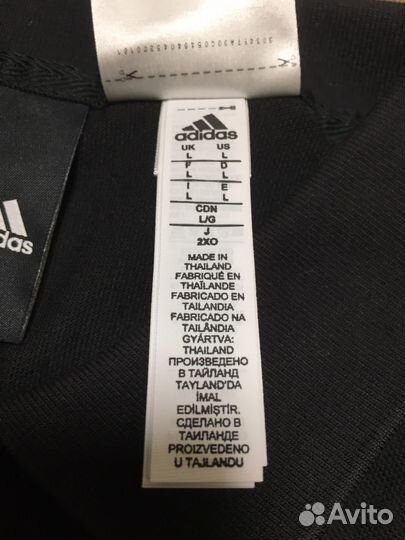 adidas
adidas
UK US
L L
F D
L L
I E
L L
CDN
L/G
J
2XO
MADE IN
THAILAND
FABRIQUÉ EN
THAÏLANDE
FABRICADO EN
TAILANDIA
FABRICADO NA
TAILÂNDIA
GYÁRTVA:
THAILAND
ПРОИЗВЕДЕНО
В ТАЙЛАНД
TAYLAND'DA
İMAL
EDİLMİŞTİR.
СДЕЛАНО В
ТАИЛАНДЕ
PROIZVEDENO
U TAJLANDU
Avito